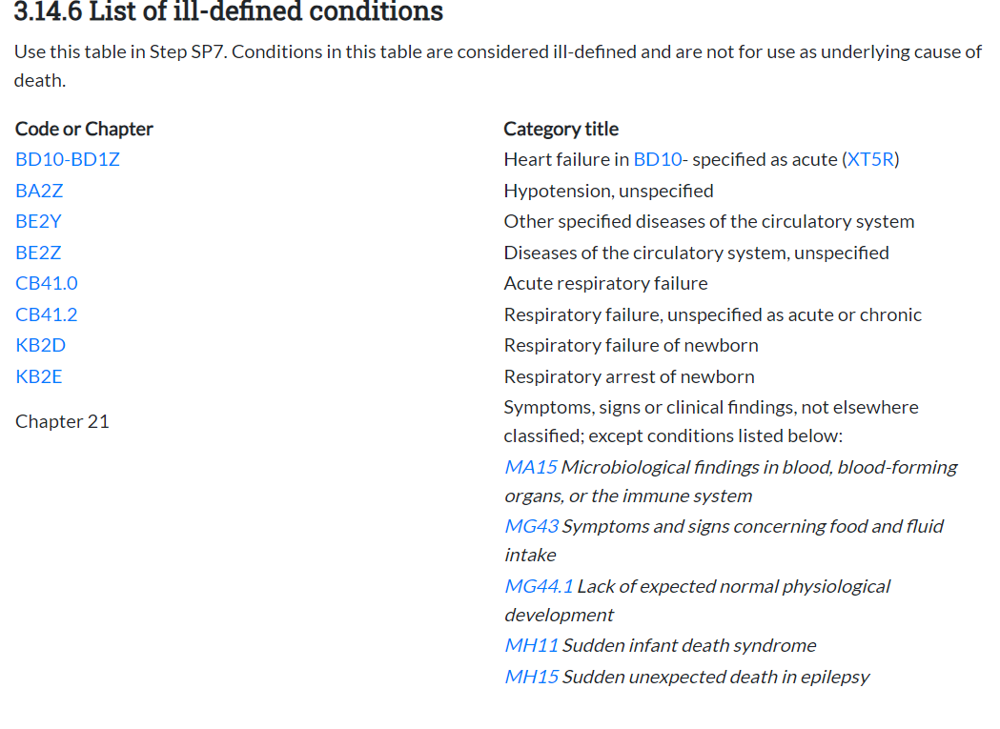 3.14.6 List of ill-defined conditions
Use this table in Step SP7. Conditions in this table are considered ill-defined and are not for use as underlying cause of
death.
Code or Chapter Category title
BD10-BD1Z Heart failure in BD10- specified as acute (XT5R)
BA2Z Hypotension, unspecified
BE2Y Other specified diseases of the circulatory system
BE2Z Diseases of the circulatory system, unspecified
CB41.0 Acute respiratory failure
CB41.2 Respiratory failure, unspecified as acute or chronic
KB2D Respiratory failure of newborn
KB2E Respiratory arrest of newborn
Chapter 21 Symptoms, signs or clinical findings, not elsewhere
classified; except conditions listed below:
MA15 Microbiological findings in blood, blood-forming
organs, or the immune system
MG43 Symptoms and signs concerning food and fluid
intake
MG44.1 Lack of expected normal physiological
development
MH11 Sudden infant death syndrome
MH15 Sudden unexpected death in epilepsy